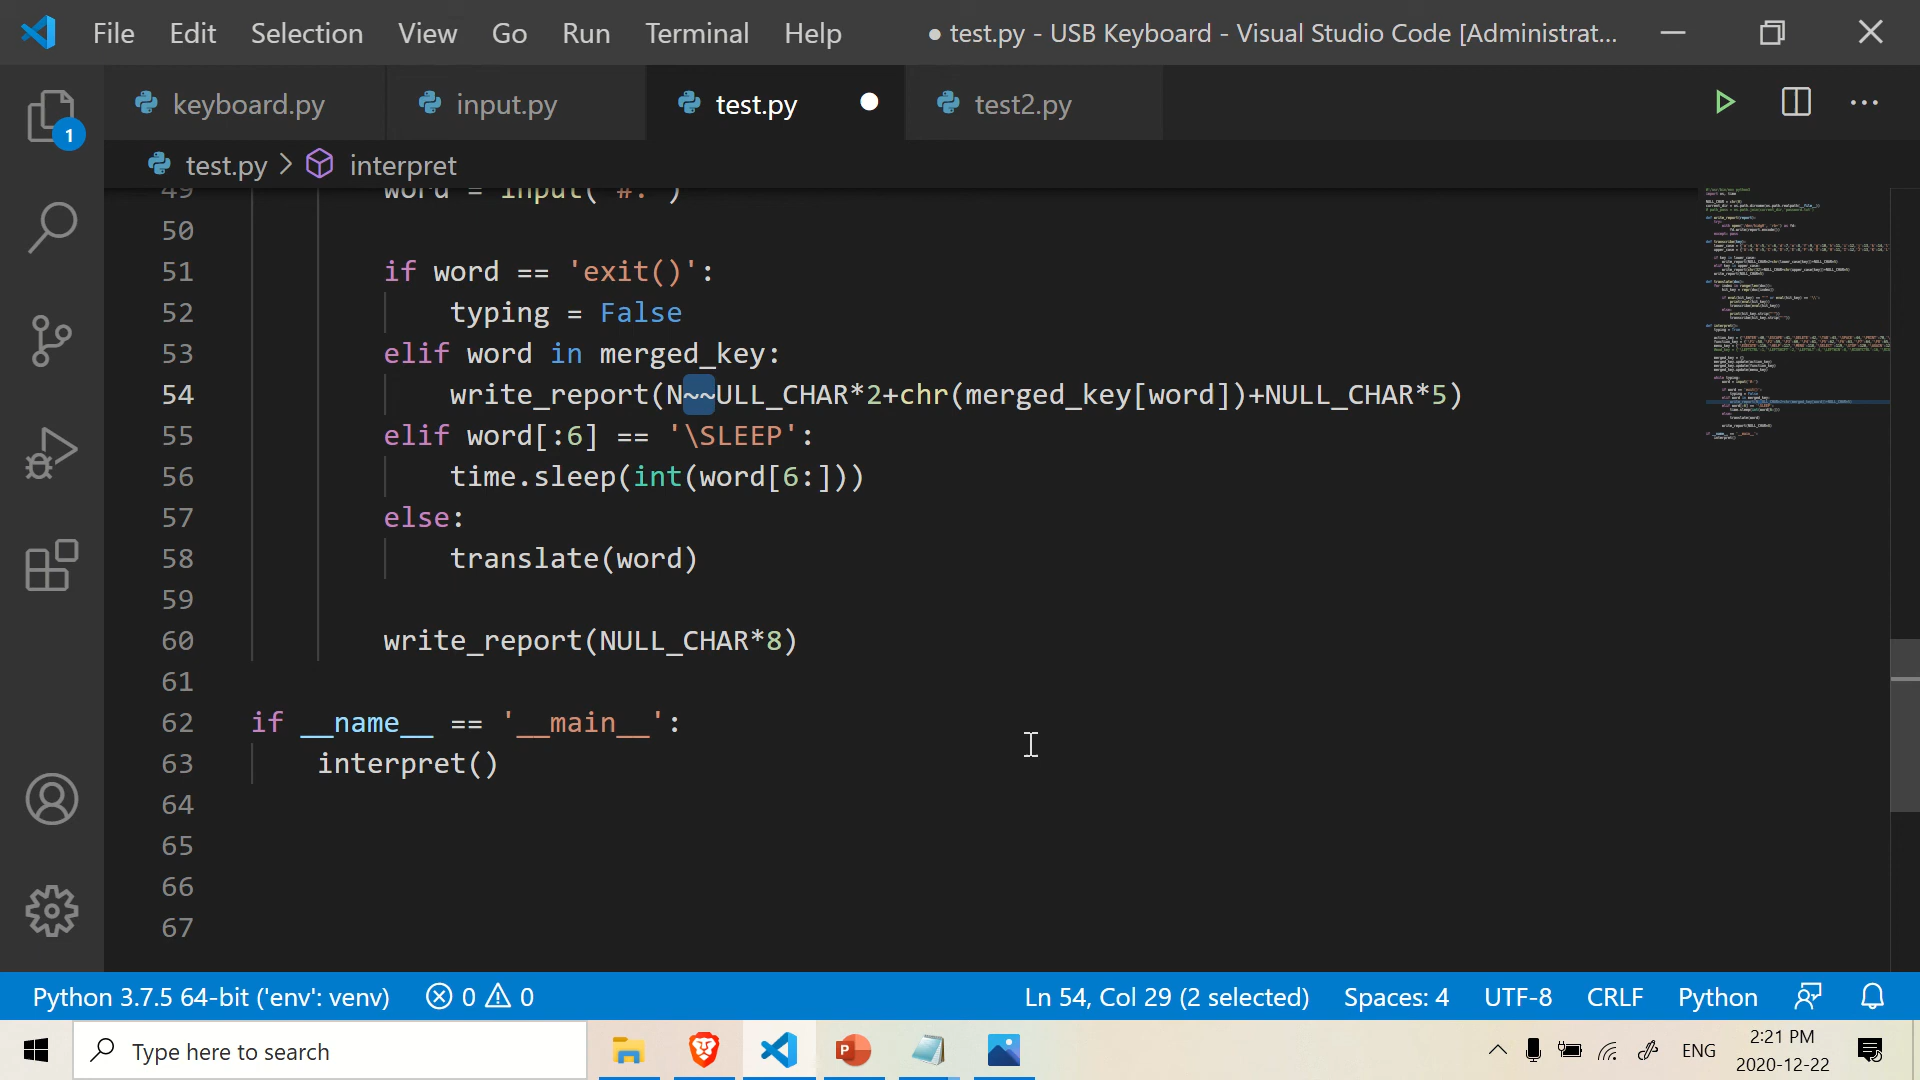 File Edit Selection View Go Run Terminal Help ● test.py - USB Keyboard - Visual Studio Code [Administrat...
keyboard.py input.py test.py test2.py
1
test.py > interpret
49 word = input( #. )
50
51 if word == 'exit()':
52 typing = False
53 elif word in merged_key:
54 write_report(N~~ULL_CHAR*2+chr(merged_key[word])+NULL_CHAR*5)
55 elif word[:6] == '\SLEEP':
56 time.sleep(int(word[6:]))
57 else:
58 translate(word)
59
60 write_report(NULL_CHAR*8)
61
62 if __name__ == '__main__':
63 interpret()
64
65
66
67
Python 3.7.5 64-bit ('env': venv) 0 0 Ln 54, Col 29 (2 selected) Spaces: 4 UTF-8 CRLF Python
Type here to search ENG 2:21 PM
2020-12-22